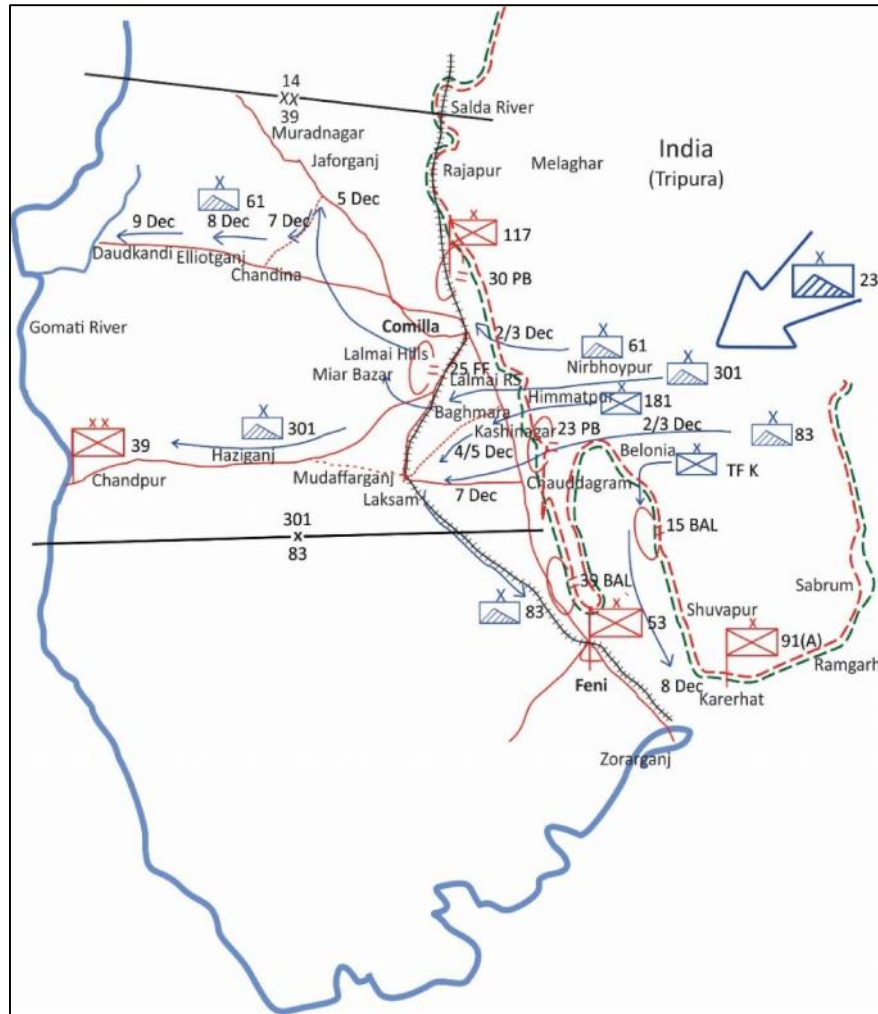 14
XX
39
Salda River
Muradnagar
Jaforganj
Rajapur
Melaghar
India
(Tripura)
X
61
5 Dec
9 Dec
8 Dec
7 Dec
Daudkandi
Elliotganj
Chandina
X
117
30 PB
X
23
Gomati River
Comilla
2/3 Dec
X
61
Nirbhoypur
Lalmai Hills
25 FF
Lalmai RS
Miar Bazar
X
301
Himmatpur
X
181
Baghmara
Kashinagar
23 PB
2/3 Dec
X
83
X
301
XX
39
Haziganj
4/5 Dec
Belonia
X
TF K
Chandpur
Mudaffarganj
Chauddagram
Laksam
7 Dec
15 BAL
301
X
83
39 BAL
Sabrum
X
83
X
53
Shuvapur
X
91(A)
Ramgarh
Feni
8 Dec
Karerhat
Zorarganj